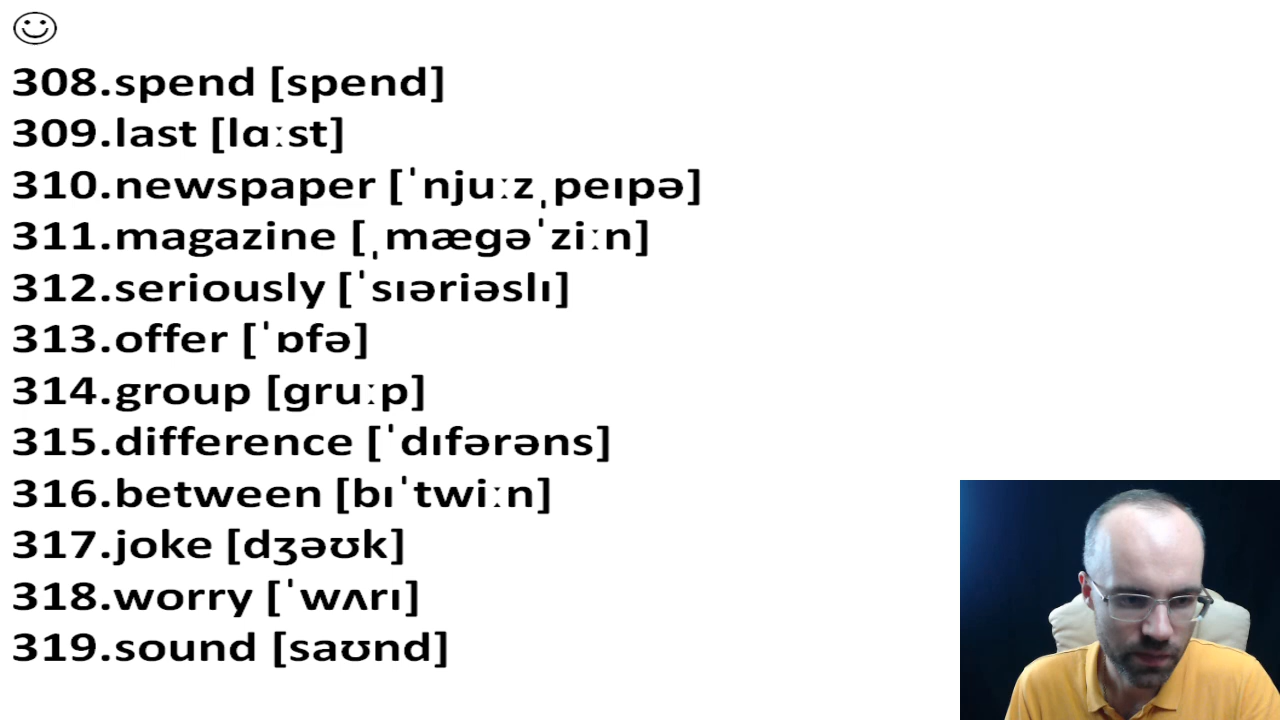 308.spend [spend]
309.last [lɑːst]
310.newspaper [ˈnjuːzˌpeɪpə]
311.magazine [ˌmægəˈziːn]
312.seriously [ˈsɪəriəslɪ]
313.offer [ˈɒfə]
314.group [gruːp]
315.difference [ˈdɪfərəns]
316.between [bɪˈtwiːn]
317.joke [dʒəʊk]
318.worry [ˈwʌrɪ]
319.sound [saʊnd]